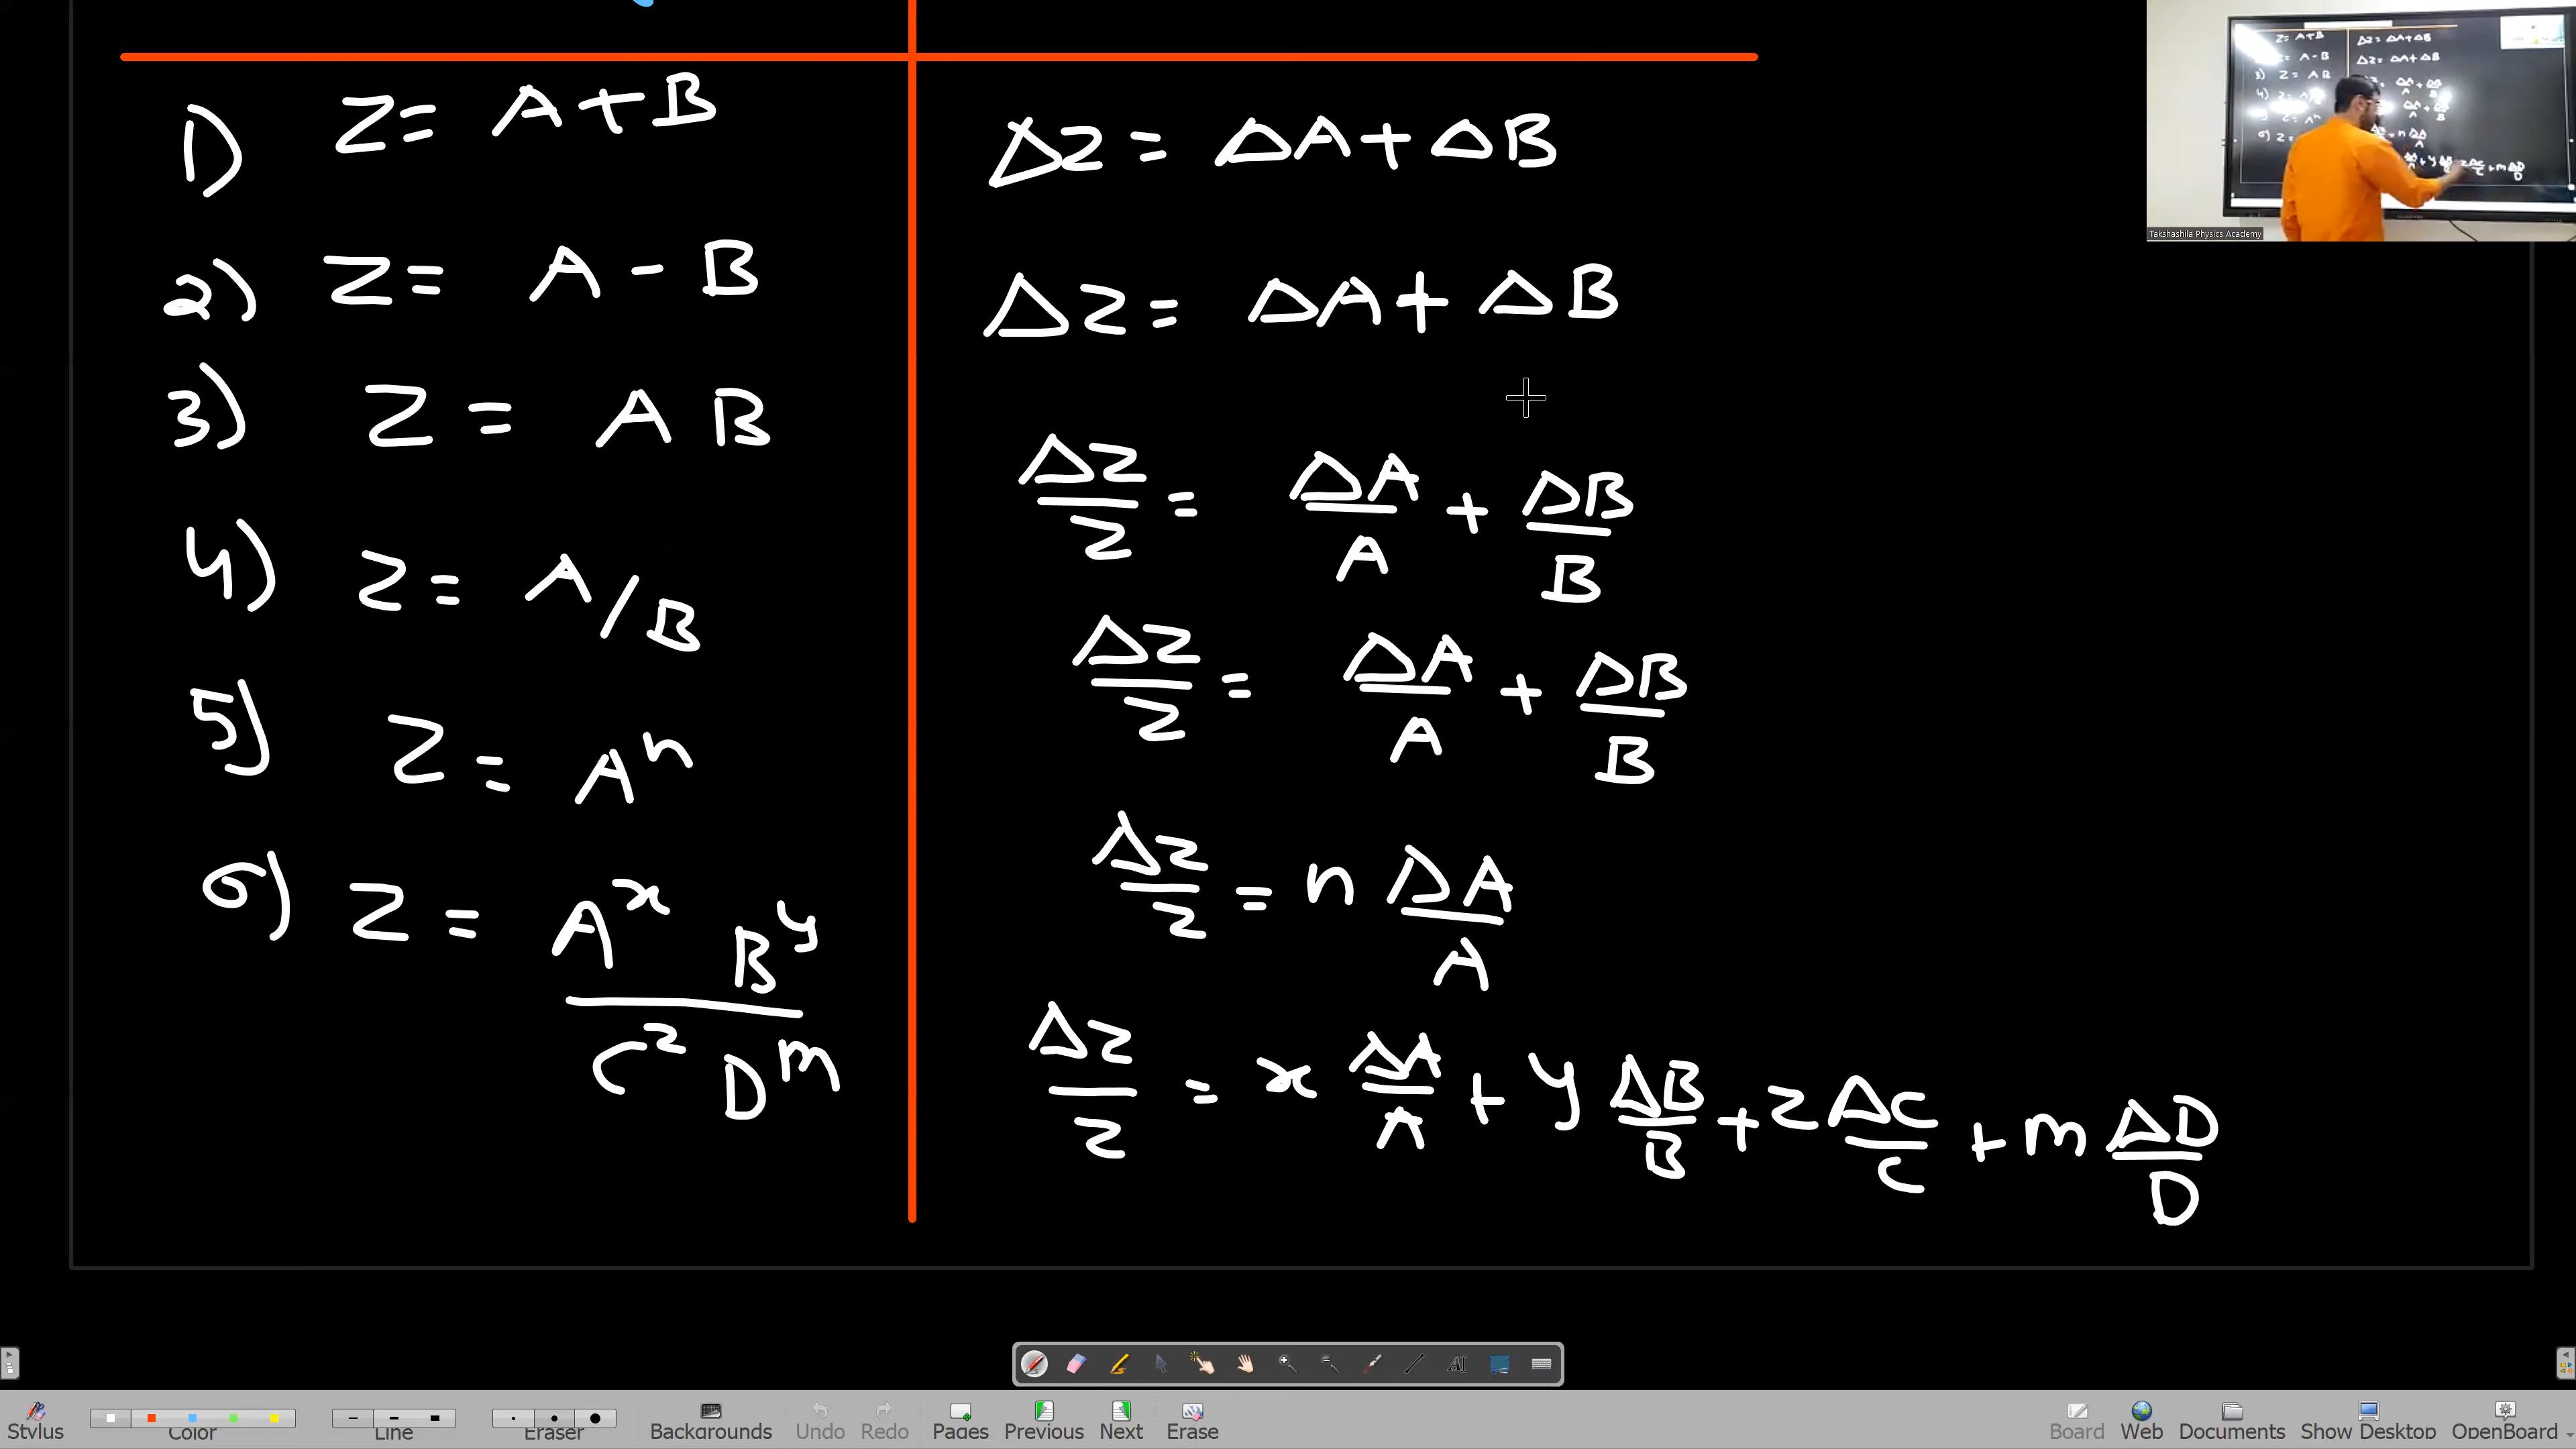 1) Z = A + B    ΔZ = ΔA + ΔB
2) Z = A - B    ΔZ = ΔA + ΔB
3) Z = A B    ΔZ/Z = ΔA/A + ΔB/B
4) Z = A/B    ΔZ/Z = ΔA/A + ΔB/B
5) Z = Aⁿ    ΔZ/Z = n ΔA/A
6) Z = A^x B^y / C^z D^m    ΔZ/Z = x ΔA/A + y ΔB/B + z ΔC/C + m ΔD/D
Takshashila Physics Academy
Stylus Color Line Eraser Backgrounds Undo Redo Pages Previous Next Erase Board Web Documents Show Desktop OpenBoard